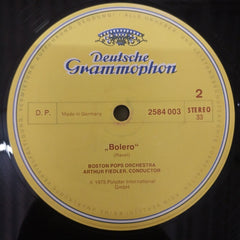 Deutsche
Grammophon
2
D. P.
Made in Germany
2584 003
STEREO
33
„Bolero“
(Ravel)
BOSTON POPS ORCHESTRA
ARTHUR FIEDLER, CONDUCTOR
℗ 1975 Polydor International
GmbH